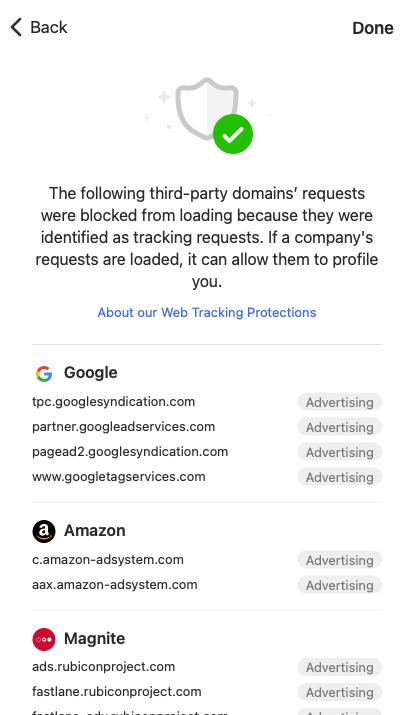 Back
Done
The following third-party domains’ requests
were blocked from loading because they were
identified as tracking requests. If a company's
requests are loaded, it can allow them to profile
you.
About our Web Tracking Protections
Google
tpc.googlesyndication.com Advertising
partner.googleadservices.com Advertising
pagead2.googlesyndication.com Advertising
www.googletagservices.com Advertising
Amazon
c.amazon-adsystem.com Advertising
aax.amazon-adsystem.com Advertising
Magnite
ads.rubiconproject.com Advertising
fastlane.rubiconproject.com Advertising